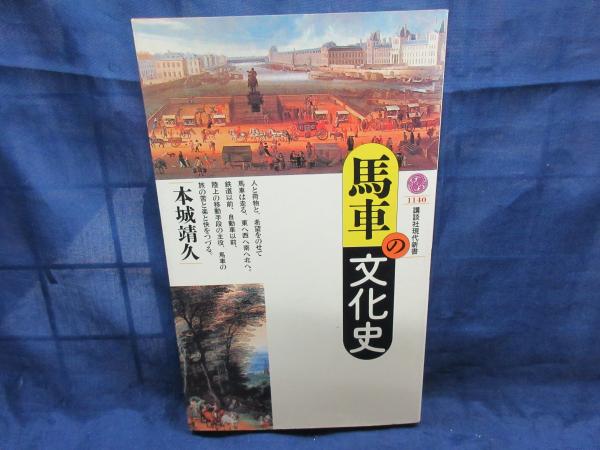 1140
講談社現代新書
馬車の文化史
人と荷物と、希望をのせて
馬車は走る。東へ西へ南へ北へ。
鉄道以前、自動車以前、
陸上の移動手段の主役、馬車の
旅の苦と楽と快をつづる。
本城靖久